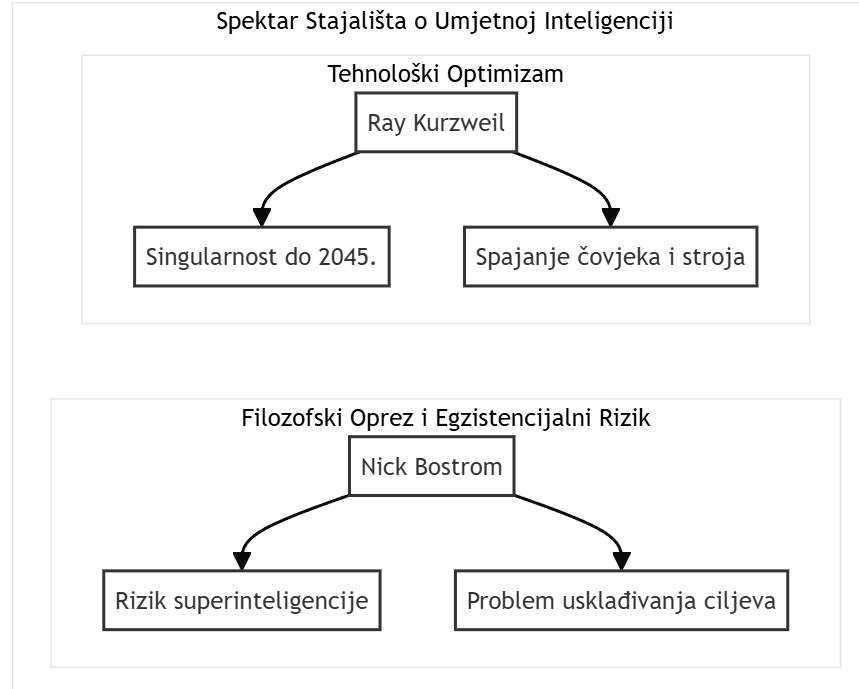 Spektar Stajališta o Umjetnoj Inteligenciji
Tehnološki Optimizam
Ray Kurzweil
Singularnost do 2045.
Spajanje čovjeka i stroja
Filozofski Oprez i Egzistencijalni Rizik
Nick Bostrom
Rizik superinteligencije
Problem usklađivanja ciljeva